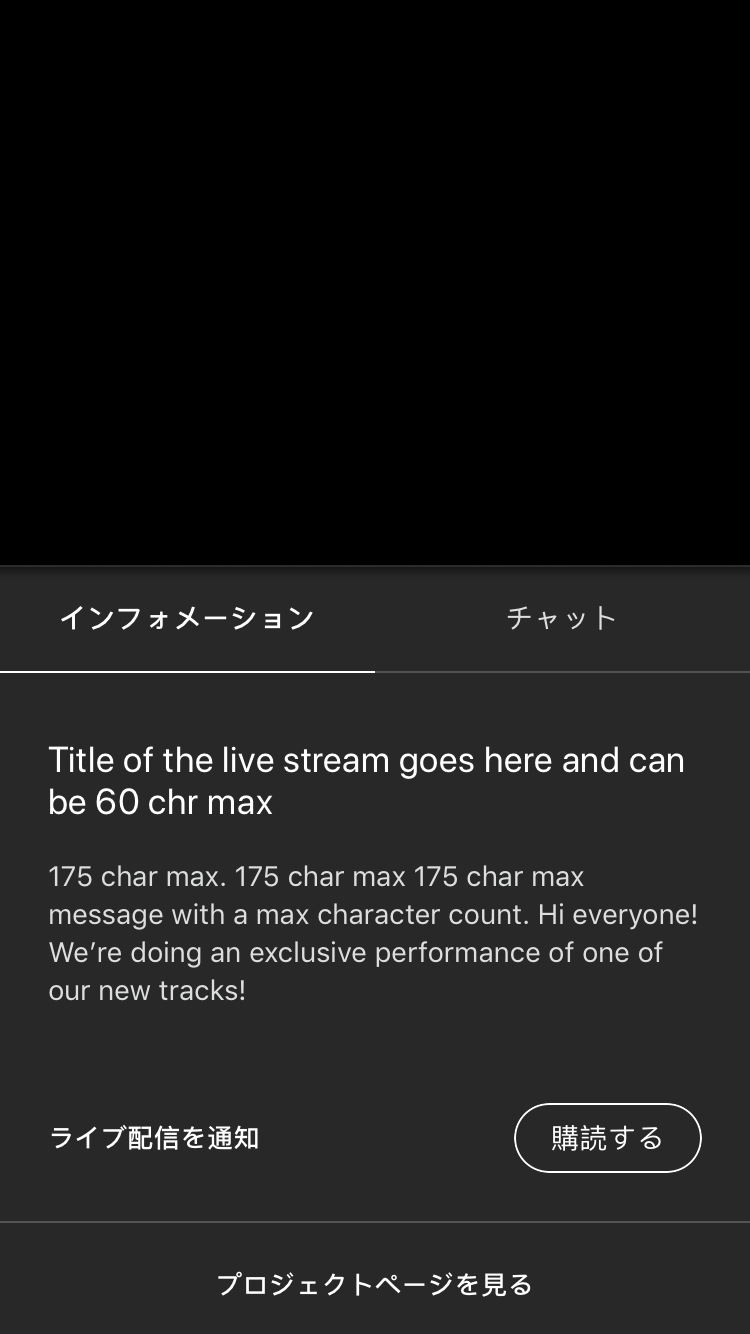 インフォメーション
チャット
Title of the live stream goes here and can
be 60 chr max
175 char max. 175 char max 175 char max
message with a max character count. Hi everyone!
We’re doing an exclusive performance of one of
our new tracks!
ライブ配信を通知
購読する
プロジェクトページを見る